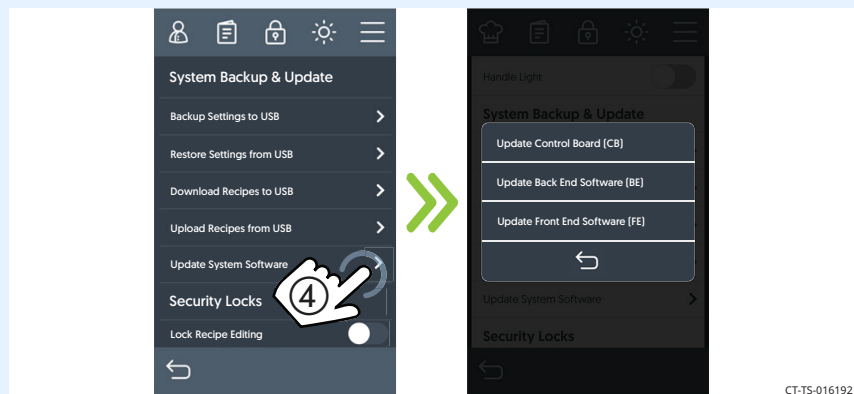 System Backup & Update
Backup Settings to USB
Restore Settings from USB
Download Recipes to USB
Upload Recipes from USB
Update System Software
Security Locks
4
Lock Recipe Editing
Handle Light
System Backup & Update
Update Control Board (CB)
Update Back End Software (BE)
Update Front End Software (FE)
Update System Software
Security Locks
CT-TS-016192